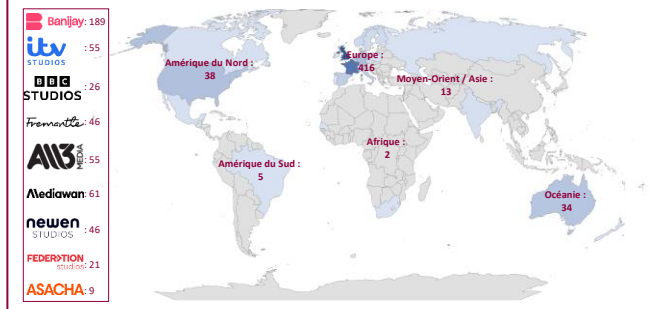 Banijay: 189
itv
STUDIOS
: 55
BBC
STUDIOS
: 26
Fremantle: 46
All3
MEDIA
: 55
Mediawan: 61
newen
STUDIOS
: 46
FEDERATION
studios: 21
ASACHA: 9
Amérique du Nord :
38
Europe :
416
Moyen-Orient / Asie :
13
Afrique :
2
Amérique du Sud :
5
Océanie :
34